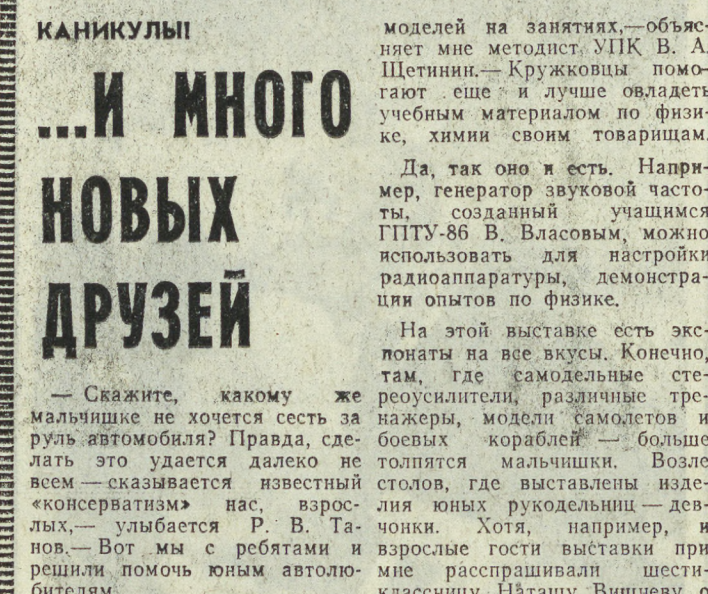 КАНИКУЛЫ!
...И МНОГО
НОВЫХ
ДРУЗЕЙ
— Скажите, какому же
мальчишке не хочется сесть за
руль автомобиля? Правда, сде-
лать это удается далеко не
всем — сказывается известный
«консерватизм» нас, взрос-
лых,— улыбается Р. В. Та-
нов.— Вот мы с ребятами и
решили помочь юным автолю-
бителям
моделей на занятиях,—объяс-
няет мне методист УПК В. А.
Щетинин.— Кружковцы помо-
гают еще и лучше овладеть
учебным материалом по физи-
ке, химии своим товарищам.
Да, так оно и есть. Напри-
мер, генератор звуковой часто-
ты, созданный учащимся
ГПТУ-86 В. Власовым, можно
использовать для настройки
радиоаппаратуры, демонстра-
ции опытов по физике.
На этой выставке есть экс-
понаты на все вкусы. Конечно,
там, где самодельные сте-
реоусилители, различные тре-
нажеры, модели самолетов и
боевых кораблей — больше
толпятся мальчишки. Возле
столов, где выставлены изде-
лия юных рукодельниц — дев-
чонки. Хотя, например, и
взрослые гости выставки при
мне расспрашивали шести-
классницу Наташу Вишневу о